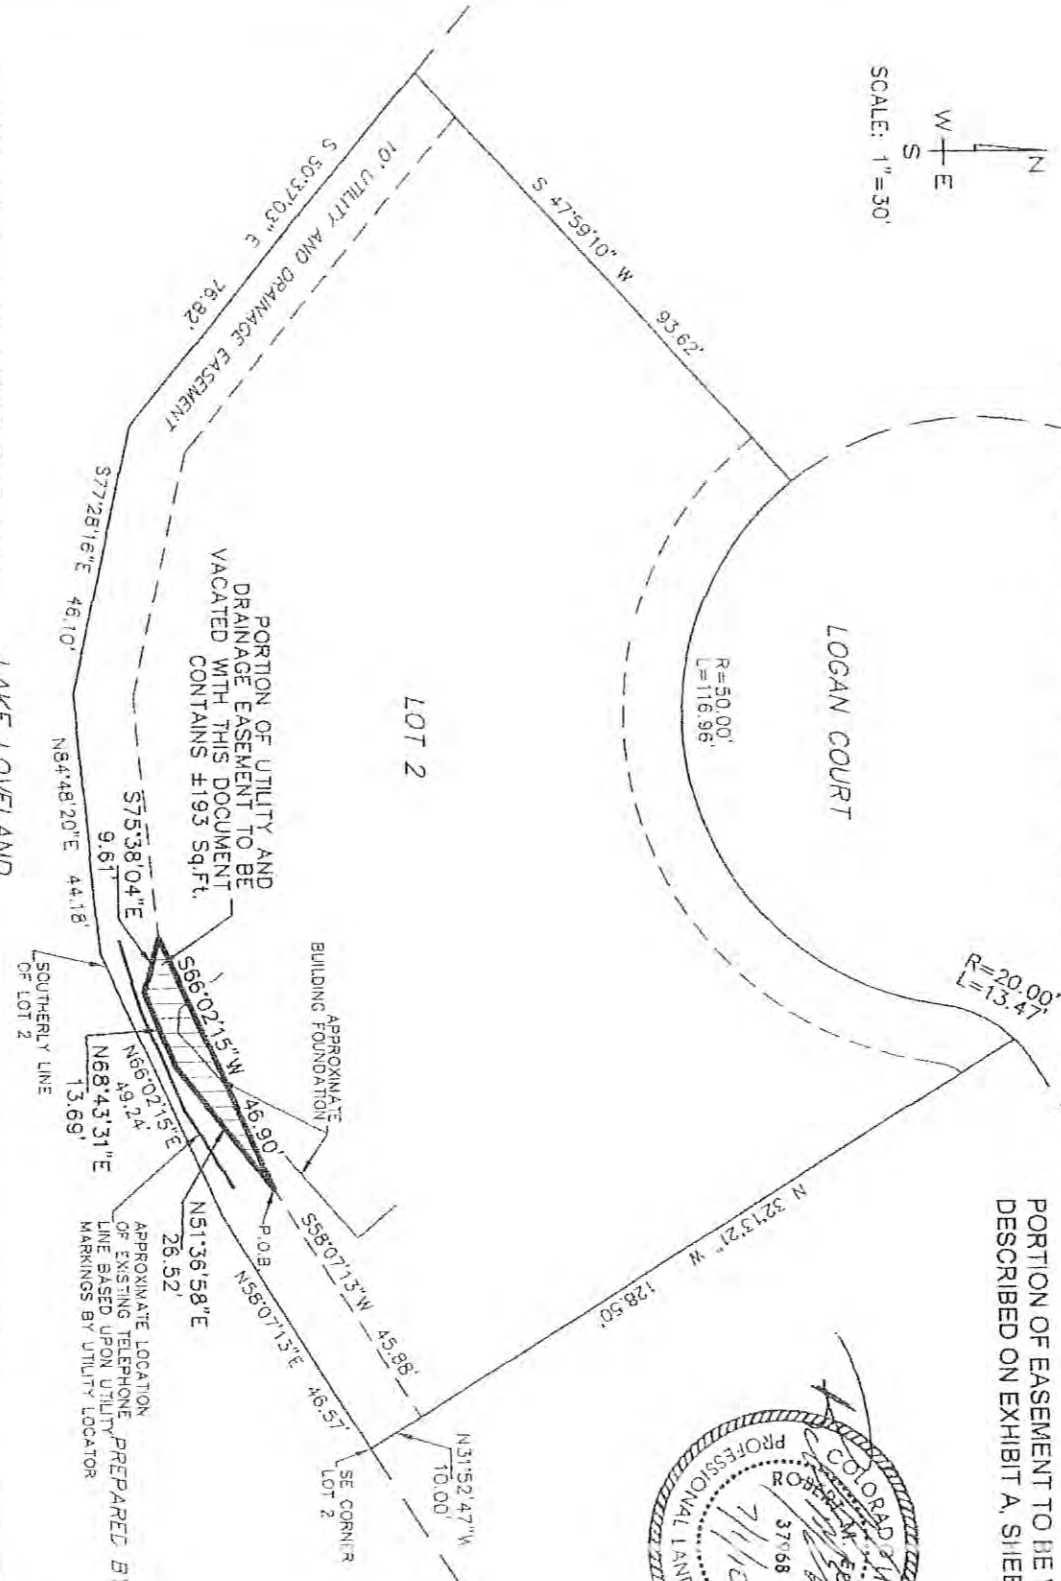 PORTION OF EASEMENT TO BE
DESCRIBED ON EXHIBIT A,
N
W E
S
SCALE: 1"=30'
LOGAN COURT
R=50.00'
L=116.96'
R=20.00'
L=13.47'
S 47°59'10" W 93.62'
S 50°37'03" E 76.82'
10' UTILITY AND DRAINAGE EASEMENT
LOT 2
N 32°13'21" W 128.50'
PORTION OF UTILITY AND
DRAINAGE EASEMENT TO BE
VACATED WITH THIS DOCUMENT
CONTAINS ±193 Sq.Ft.
APPROXIMATE
BUILDING FOUNDATION
S77°28'16"E 46.10'
N84°48'20"E 44.18'
S75°38'04"E
9.61'
S66°02'15"W 46.90'
N66°02'15"E
49.24'
N68°43'31"E
13.69'
N51°36'58"E
26.52'
P.O.B.
S58°07'13"W 45.88'
N58°07'13"E 46.57'
N31°52'47"W
10.00'
SE CORNER
LOT 2
SOUTHERLY LINE
OF LOT 2
APPROXIMATE LOCATION
OF EXISTING TELEPHONE
LINE BASED UPON UTILITY
MARKINGS BY UTILITY LOCATOR
PREPARED BY
LAKE LOVELAND
COLORADO
ROBERT M.
37968
PROFESSIONAL LAND